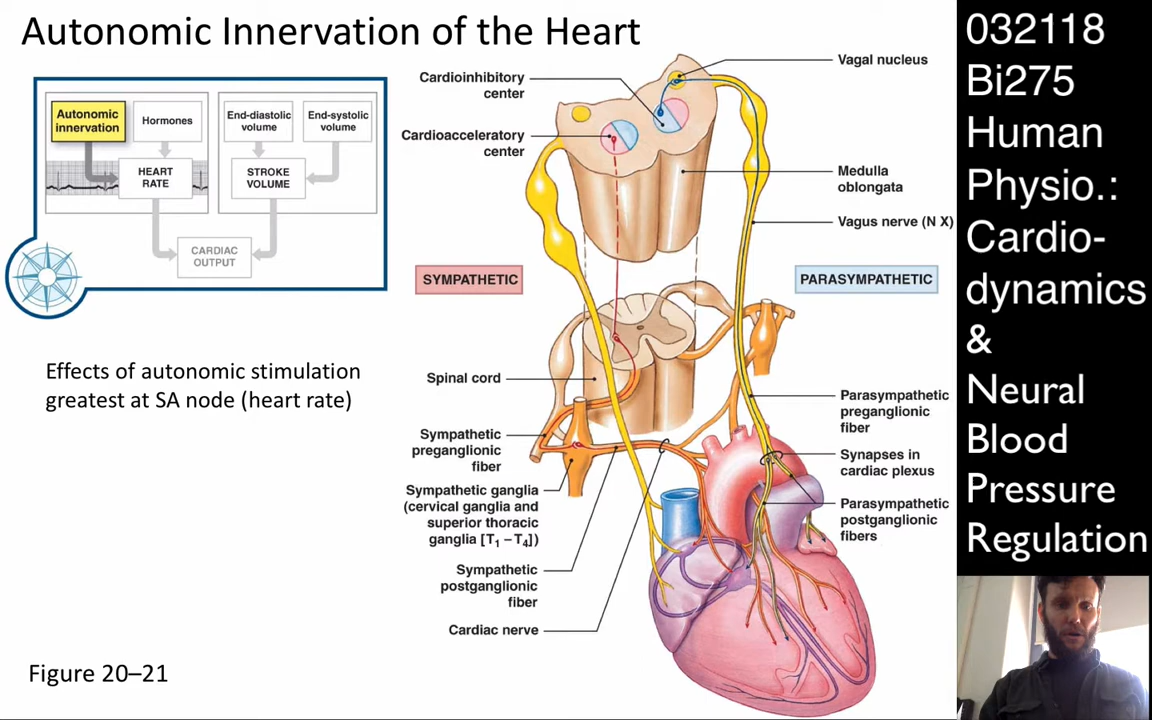 Autonomic Innervation of the Heart
Autonomic
innervation
Hormones
End-diastolic
volume
End-systolic
volume
HEART
RATE
STROKE
VOLUME
CARDIAC
OUTPUT
Effects of autonomic stimulation
greatest at SA node (heart rate)
Figure 20–21
Cardioinhibitory
center
Cardioacceleratory
center
SYMPATHETIC
Spinal cord
Sympathetic
preganglionic
fiber
Sympathetic ganglia
(cervical ganglia and
superior thoracic
ganglia [T₁ –T₄])
Sympathetic
postganglionic
fiber
Cardiac nerve
Vagal nucleus
Medulla
oblongata
Vagus nerve (N X)
PARASYMPATHETIC
Parasympathetic
preganglionic
fiber
Synapses in
cardiac plexus
Parasympathetic
postganglionic
fibers
032118
Bi275
Human
Physio.:
Cardio-
dynamics
&
Neural
Blood
Pressure
Regulation